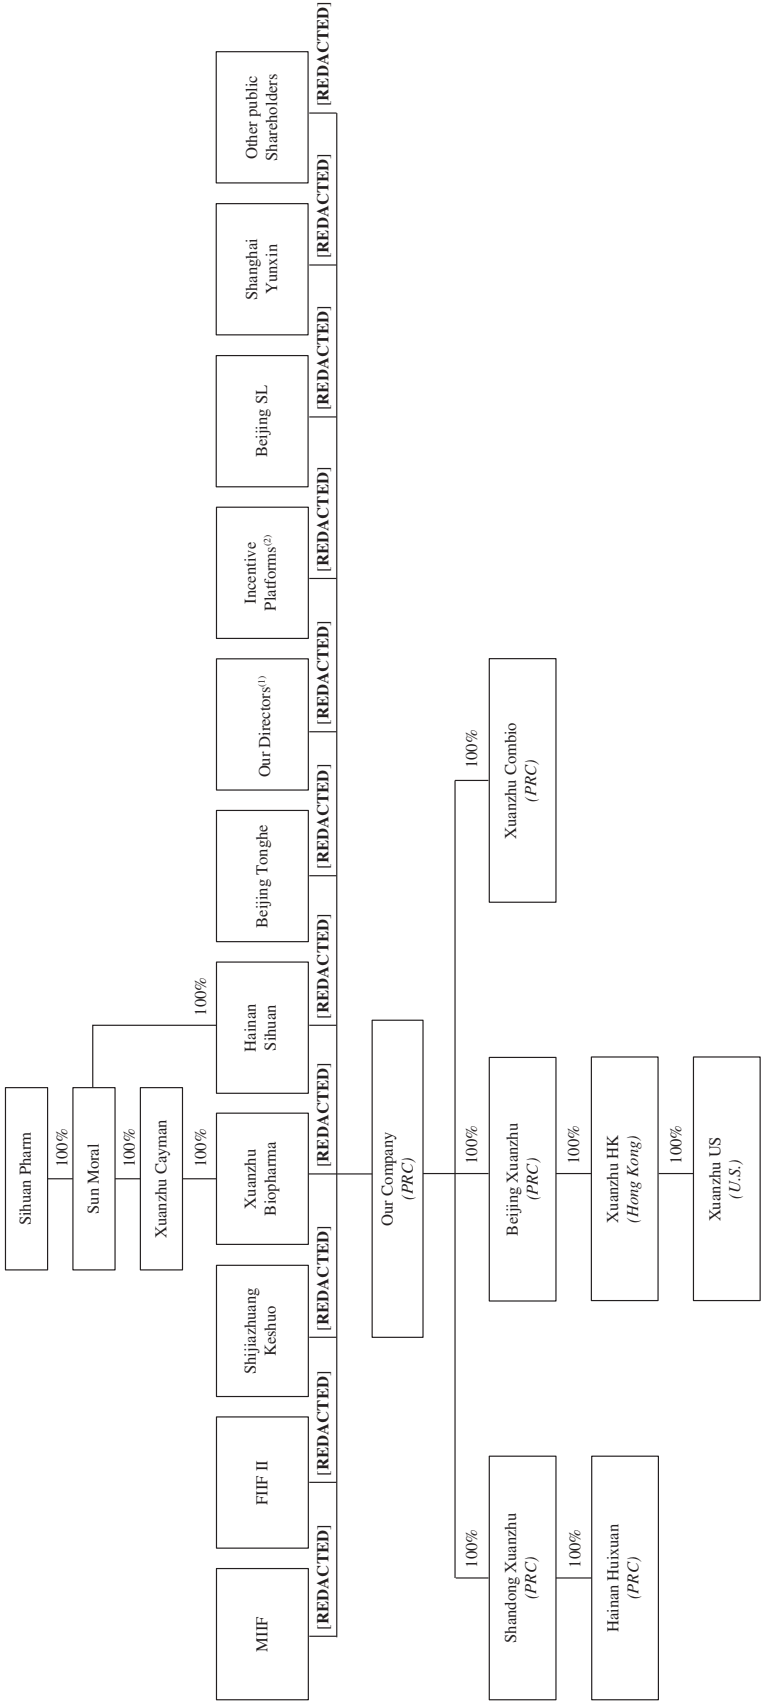 Sihuan Pharm
100%
Sun Moral
100%
Xuanzhu Cayman
100%
100%
MIIF
FIIF II
Shijiazhuang
Keshuo
Xuanzhu
Biopharma
Hainan
Sihuan
Beijing Tonghe
Our Directors(1)
Incentive
Platforms(2)
Beijing SL
Shanghai
Yunxin
Other public
Shareholders
[REDACTED]
[REDACTED]
[REDACTED]
[REDACTED]
[REDACTED]
[REDACTED]
[REDACTED]
[REDACTED]
[REDACTED]
[REDACTED]
[REDACTED]
Our Company
(PRC)
100%
100%
100%
Shandong Xuanzhu
(PRC)
Beijing Xuanzhu
(PRC)
Xuanzhu Combio
(PRC)
100%
100%
Hainan Huixuan
(PRC)
Xuanzhu HK
(Hong Kong)
100%
Xuanzhu US
(U.S.)